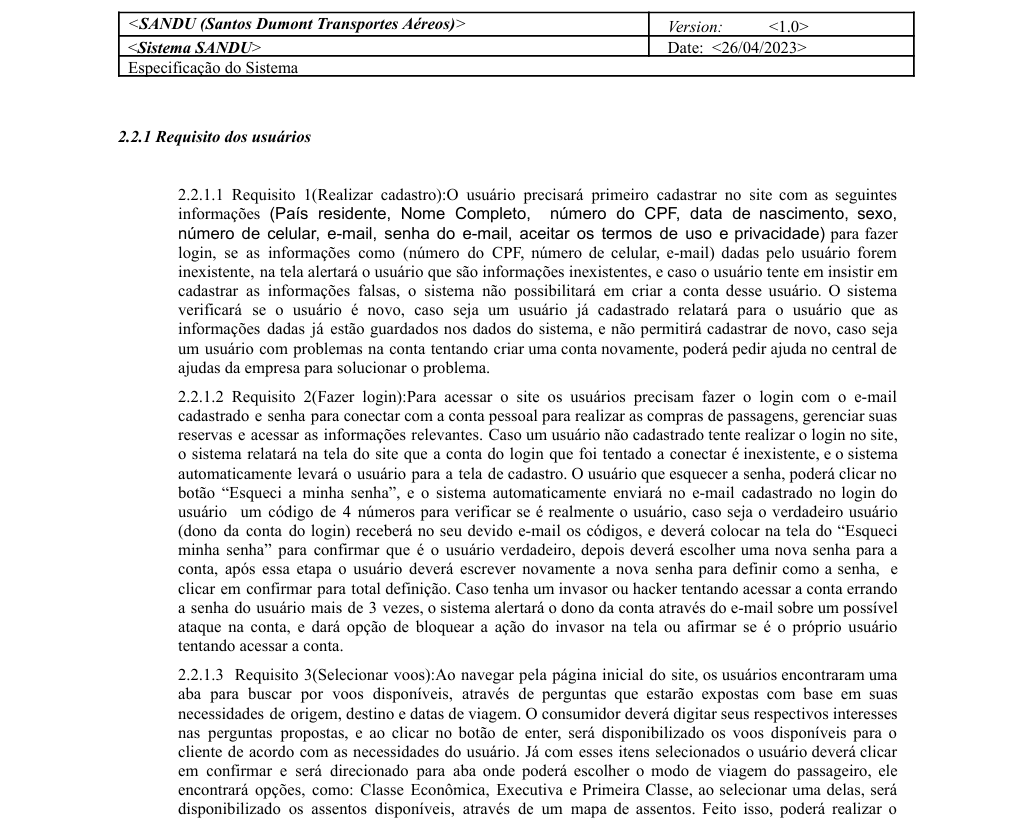 <SANDU (Santos Dumont Transportes Aéreos)>
Version: <1.0>
<Sistema SANDU>
Date: <26/04/2023>
Especificação do Sistema
2.2.1 Requisito dos usuários
2.2.1.1 Requisito 1(Realizar cadastro):O usuário precisará primeiro cadastrar no site com as seguintes
informações (País residente, Nome Completo, número do CPF, data de nascimento, sexo,
número de celular, e-mail, senha do e-mail, aceitar os termos de uso e privacidade) para fazer
login, se as informações como (número do CPF, número de celular, e-mail) dadas pelo usuário forem
inexistente, na tela alertará o usuário que são informações inexistentes, e caso o usuário tente em insistir em
cadastrar as informações falsas, o sistema não possibilitará em criar a conta desse usuário. O sistema
verificará se o usuário é novo, caso seja um usuário já cadastrado relatará para o usuário que as
informações dadas já estão guardados nos dados do sistema, e não permitirá cadastrar de novo, caso seja
um usuário com problemas na conta tentando criar uma conta novamente, poderá pedir ajuda no central de
ajudas da empresa para solucionar o problema.
2.2.1.2 Requisito 2(Fazer login):Para acessar o site os usuários precisam fazer o login com o e-mail
cadastrado e senha para conectar com a conta pessoal para realizar as compras de passagens, gerenciar suas
reservas e acessar as informações relevantes. Caso um usuário não cadastrado tente realizar o login no site,
o sistema relatará na tela do site que a conta do login que foi tentado a conectar é inexistente, e o sistema
automaticamente levará o usuário para a tela de cadastro. O usuário que esquecer a senha, poderá clicar no
botão “Esqueci a minha senha”, e o sistema automaticamente enviará no e-mail cadastrado no login do
usuário um código de 4 números para verificar se é realmente o usuário, caso seja o verdadeiro usuário
(dono da conta do login) receberá no seu devido e-mail os códigos, e deverá colocar na tela do “Esqueci
minha senha” para confirmar que é o usuário verdadeiro, depois deverá escolher uma nova senha para a
conta, após essa etapa o usuário deverá escrever novamente a nova senha para definir como a senha, e
clicar em confirmar para total definição. Caso tenha um invasor ou hacker tentando acessar a conta errando
a senha do usuário mais de 3 vezes, o sistema alertará o dono da conta através do e-mail sobre um possível
ataque na conta, e dará opção de bloquear a ação do invasor na tela ou afirmar se é o próprio usuário
tentando acessar a conta.
2.2.1.3 Requisito 3(Selecionar voos):Ao navegar pela página inicial do site, os usuários encontraram uma
aba para buscar por voos disponíveis, através de perguntas que estarão expostas com base em suas
necessidades de origem, destino e datas de viagem. O consumidor deverá digitar seus respectivos interesses
nas perguntas propostas, e ao clicar no botão de enter, será disponibilizado os voos disponíveis para o
cliente de acordo com as necessidades do usuário. Já com esses itens selecionados o usuário deverá clicar
em confirmar e será direcionado para aba onde poderá escolher o modo de viagem do passageiro, ele
encontrará opções, como: Classe Econômica, Executiva e Primeira Classe, ao selecionar uma delas, será
disponibilizado os assentos disponíveis, através de um mapa de assentos. Feito isso, poderá realizar o